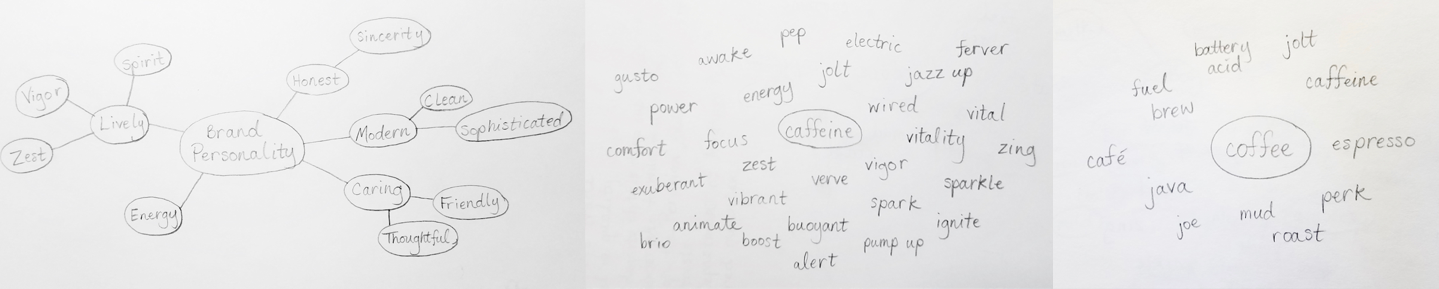 Sincerity
Spirit
Honest
Vigor
Clean
Lively
Brand
Personality
Modern
Sophisticated
Zest
Caring
Friendly
Energy
Thoughtful
pep
awake
electric
ferver
gusto
jolt
jazz up
energy
power
wired
vital
caffeine
comfort
focus
vitality
zing
zest
vigor
exuberant
verve
sparkle
vibrant
spark
animate
buoyant
ignite
brio
boost
pump up
alert
battery
acid
jolt
fuel
caffeine
brew
coffee
espresso
café
java
perk
joe
mud
roast